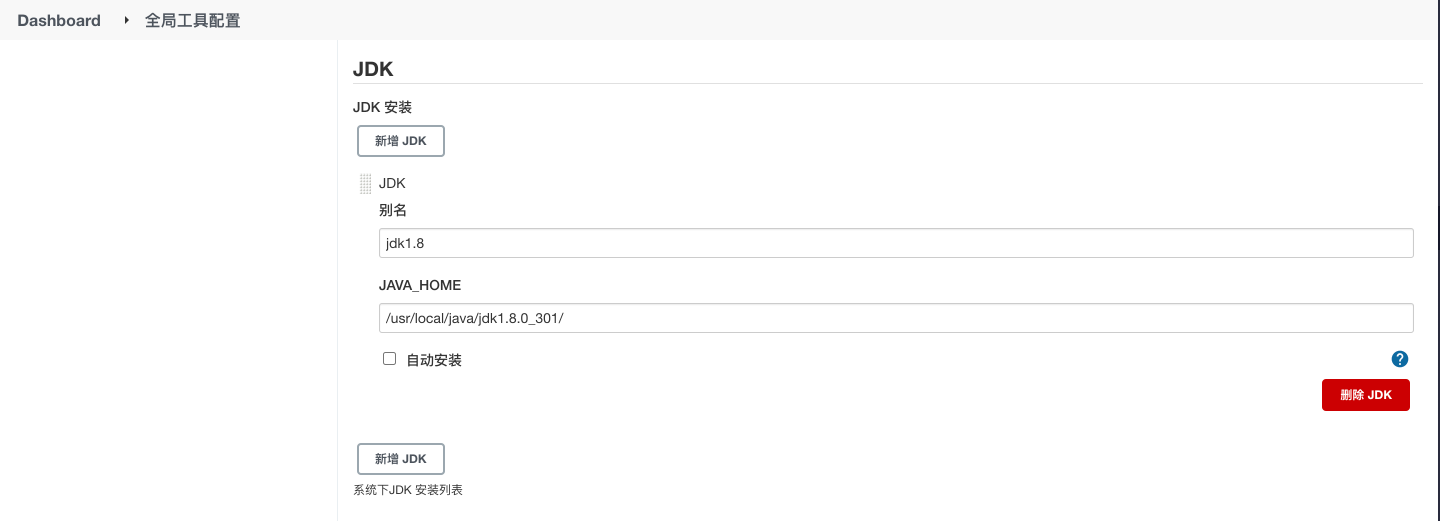 Dashboard 全局工具配置
JDK
JDK 安装
新增 JDK
JDK
别名
jdk1.8
JAVA_HOME
/usr/local/java/jdk1.8.0_301/
自动安装
?
删除 JDK
新增 JDK
系统下JDK 安装列表